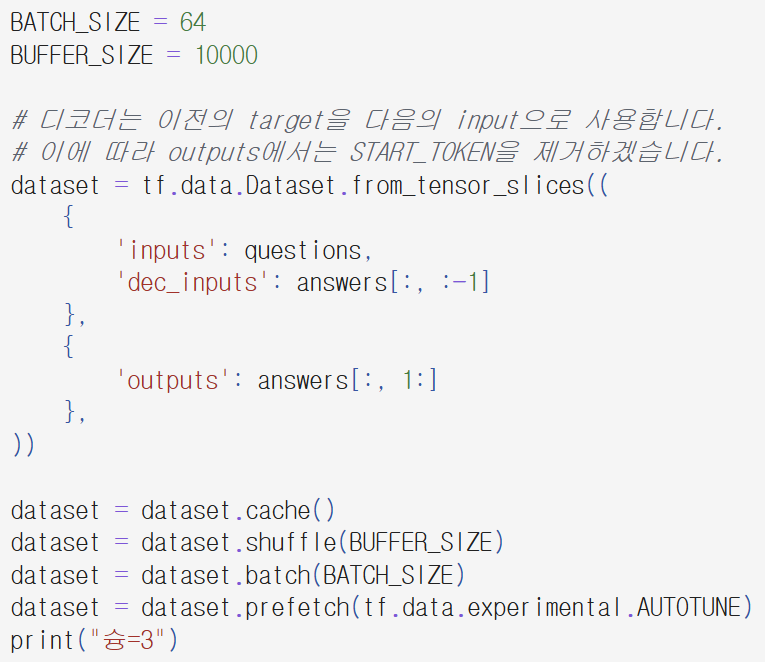 BATCH_SIZE = 64
BUFFER_SIZE = 10000
# 디코더는 이전의 target을 다음의 input으로 사용합니다.
# 이에 따라 outputs에서는 START_TOKEN을 제거하겠습니다.
dataset = tf.data.Dataset.from_tensor_slices((
    {
        'inputs': questions,
        'dec_inputs': answers[:, :-1]
    },
    {
        'outputs': answers[:, 1:]
    },
))
dataset = dataset.cache()
dataset = dataset.shuffle(BUFFER_SIZE)
dataset = dataset.batch(BATCH_SIZE)
dataset = dataset.prefetch(tf.data.experimental.AUTOTUNE)
print("슝=3")